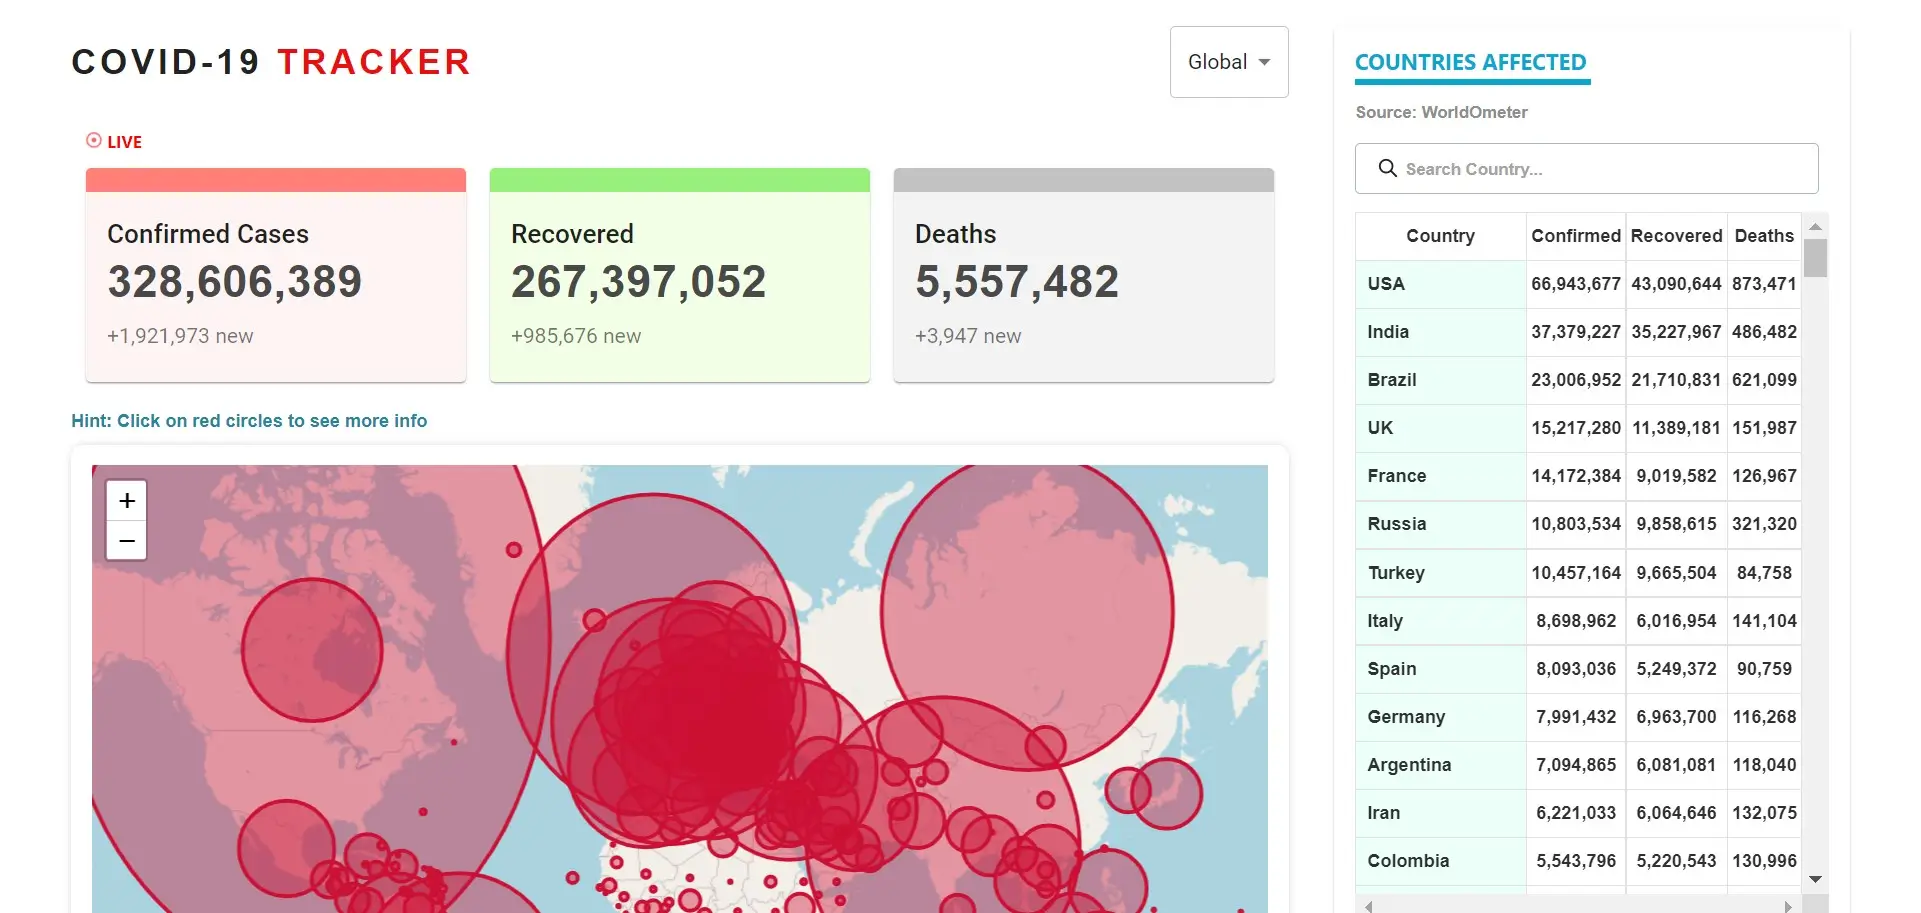 COVID-19 TRACKER
Global
LIVE
Confirmed Cases
328,606,389
+1,921,973 new
Recovered
267,397,052
+985,676 new
Deaths
5,557,482
+3,947 new
Hint: Click on red circles to see more info
+
−
COUNTRIES AFFECTED
Source: WorldOmeter
Search Country...
Country Confirmed Recovered Deaths
USA 66,943,677 43,090,644 873,471
India 37,379,227 35,227,967 486,482
Brazil 23,006,952 21,710,831 621,099
UK 15,217,280 11,389,181 151,987
France 14,172,384 9,019,582 126,967
Russia 10,803,534 9,858,615 321,320
Turkey 10,457,164 9,665,504 84,758
Italy 8,698,962 6,016,954 141,104
Spain 8,093,036 5,249,372 90,759
Germany 7,991,432 6,963,700 116,268
Argentina 7,094,865 6,081,081 118,040
Iran 6,221,033 6,064,646 132,075
Colombia 5,543,796 5,220,543 130,996